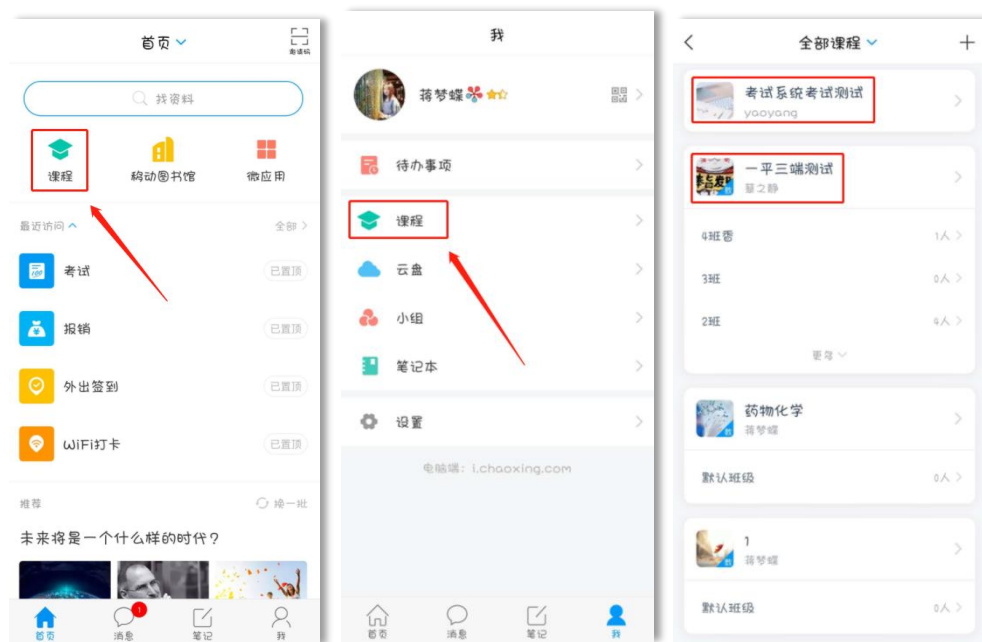 首页
邀请码
找资料
课程
移动图书馆
微应用
最近访问
全部
考试
已置顶
报销
已置顶
外出签到
已置顶
WiFi打卡
已置顶
推荐
换一批
未来将是一个什么样的时代?
首页
消息
1
笔记
我
我
蒋梦蝶
待办事项
课程
云盘
小组
笔记本
设置
电脑端: i.chaoxing.com
首页
消息
笔记
我
全部课程
考试系统考试测试
yaoyang
一平三端测试
4班
1人
3班
0人
2班
4人
更多
药物化学
蒋梦蝶
默认班级
0人
1
蒋梦蝶
默认班级
0人